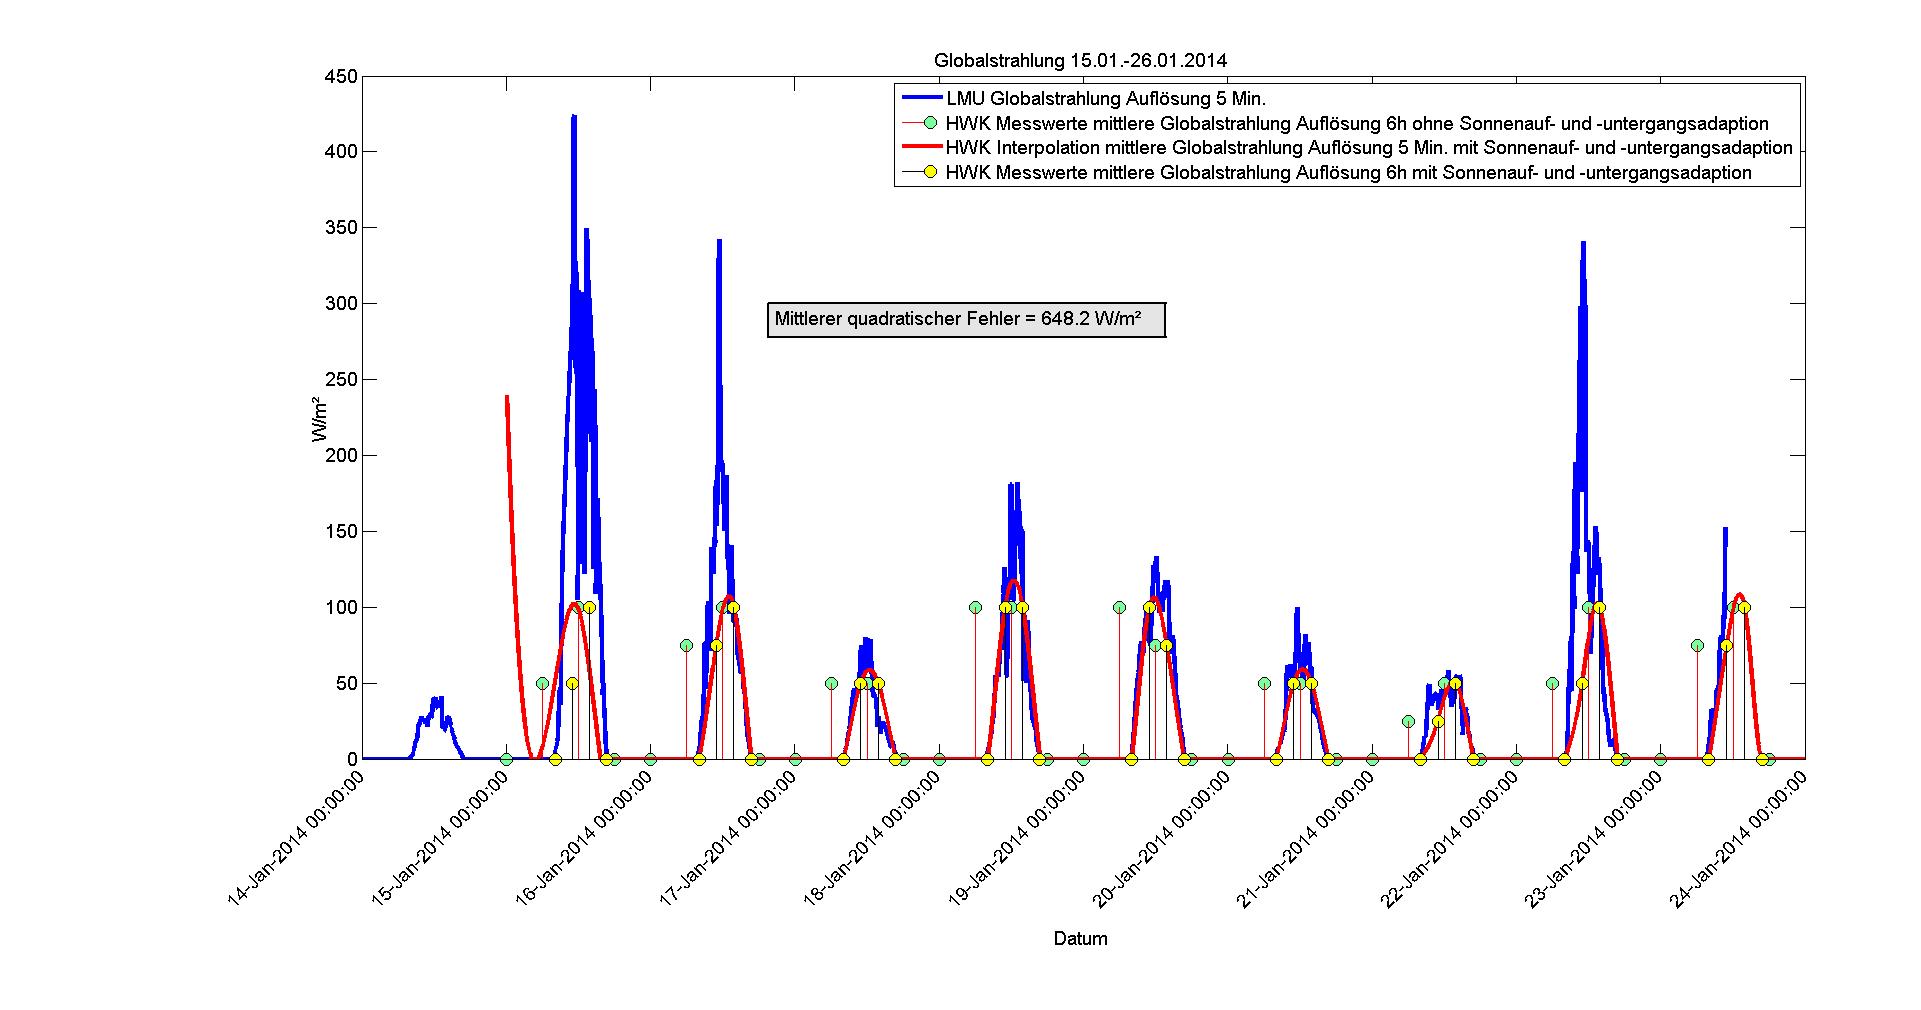 Globalstrahlung 15.01.-26.01.2014
LMU Globalstrahlung Auflösung 5 Min.
HWK Messwerte mittlere Globalstrahlung Auflösung 6h ohne Sonnenauf- und -untergangsadaption
HWK Interpolation mittlere Globalstrahlung Auflösung 5 Min. mit Sonnenauf- und -untergangsadaption
HWK Messwerte mittlere Globalstrahlung Auflösung 6h mit Sonnenauf- und -untergangsadaption
Mittlerer quadratischer Fehler = 648.2 W/m²
W/m²
450
400
350
300
250
200
150
100
50
0
14-Jan-2014 00:00:00
15-Jan-2014 00:00:00
16-Jan-2014 00:00:00
17-Jan-2014 00:00:00
18-Jan-2014 00:00:00
19-Jan-2014 00:00:00
20-Jan-2014 00:00:00
21-Jan-2014 00:00:00
22-Jan-2014 00:00:00
23-Jan-2014 00:00:00
24-Jan-2014 00:00:00
Datum